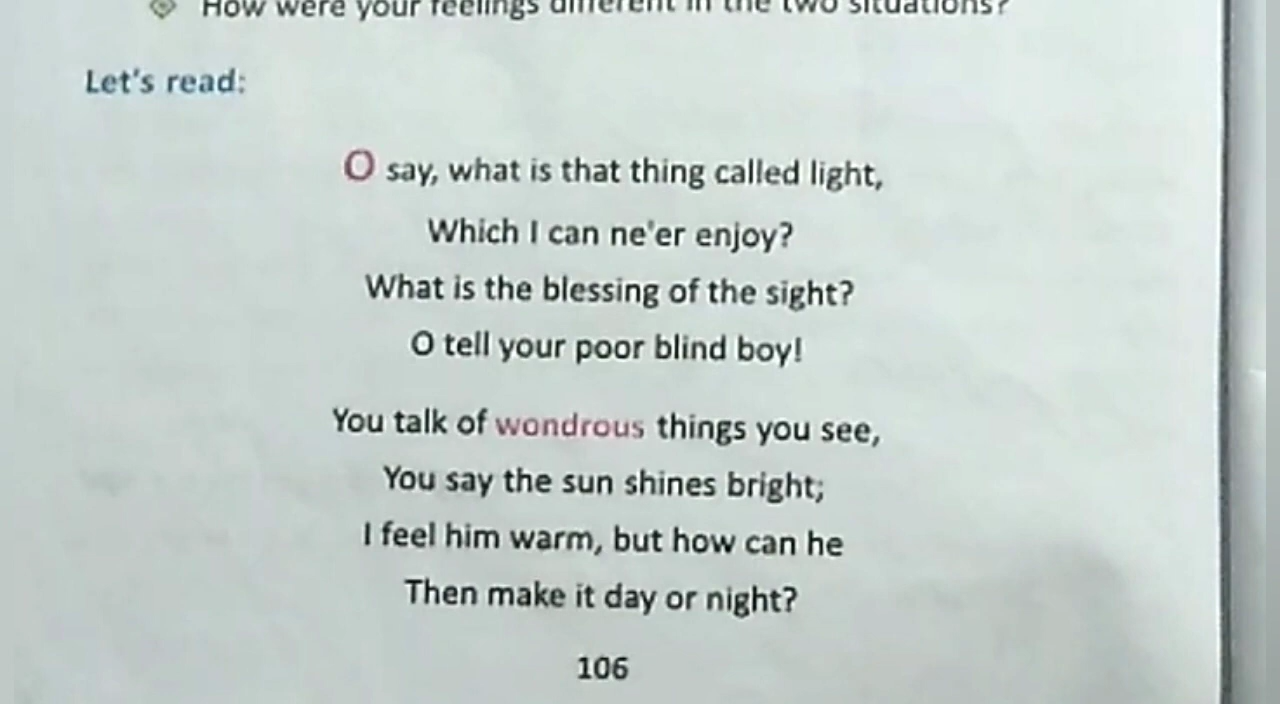 How were your feelings different in the two situations?
Let's read:
O say, what is that thing called light,
Which I can ne'er enjoy?
What is the blessing of the sight?
O tell your poor blind boy!
You talk of wondrous things you see,
You say the sun shines bright;
I feel him warm, but how can he
Then make it day or night?
106